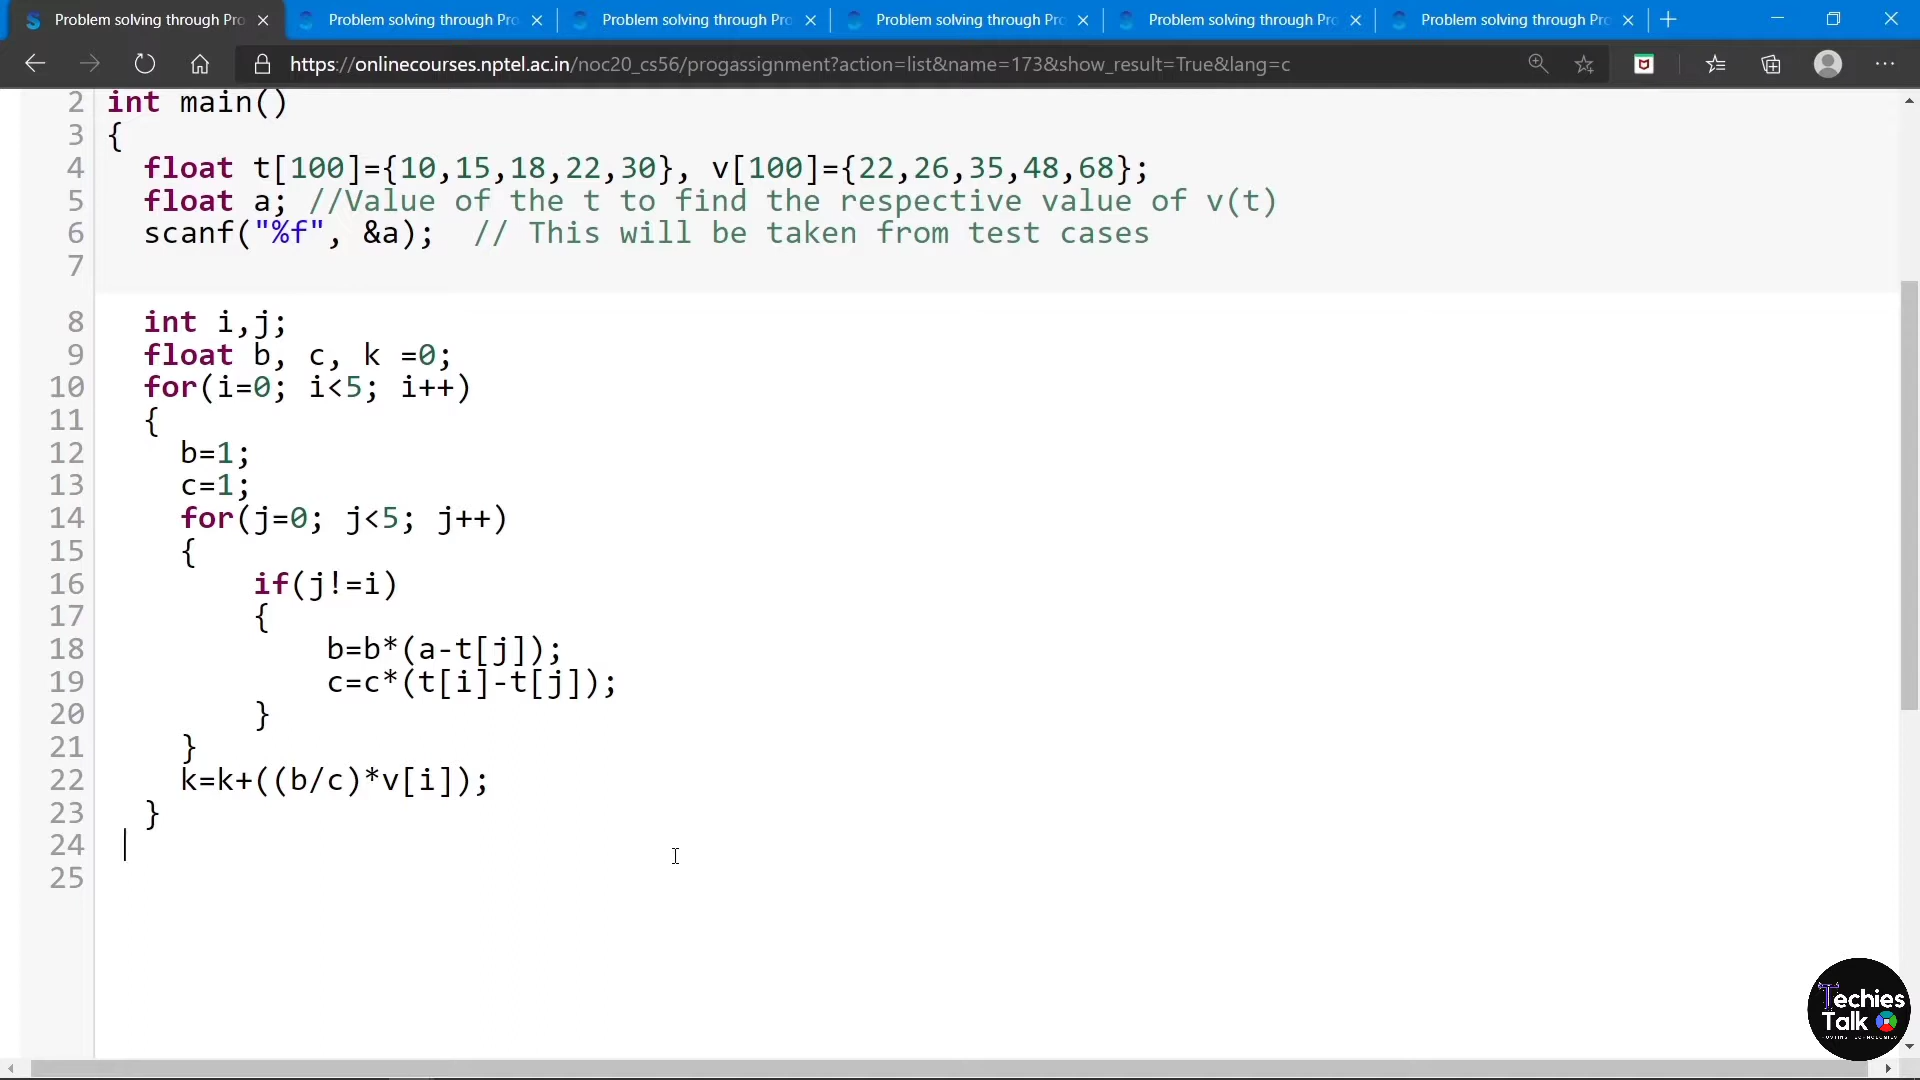 Problem solving through Pro
Problem solving through Pro
Problem solving through Pro
Problem solving through Pro
Problem solving through Pro
Problem solving through Pro
https://onlinecourses.nptel.ac.in/noc20_cs56/progassignment?action=list&name=173&show_result=True&lang=c
2 int main()
3 {
4 float t[100]={10,15,18,22,30}, v[100]={22,26,35,48,68};
5 float a; //Value of the t to find the respective value of v(t)
6 scanf("%f", &a); // This will be taken from test cases
7
8 int i,j;
9 float b, c, k =0;
10 for(i=0; i<5; i++)
11 {
12 b=1;
13 c=1;
14 for(j=0; j<5; j++)
15 {
16 if(j!=i)
17 {
18 b=b*(a-t[j]);
19 c=c*(t[i]-t[j]);
20 }
21 }
22 k=k+((b/c)*v[i]);
23 }
24
25
Techies
Talk